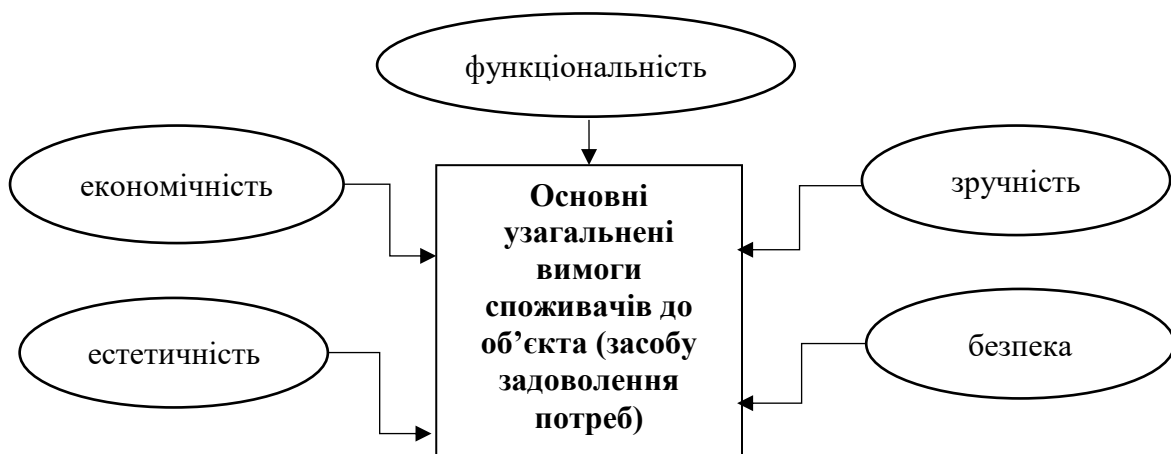 функціональність
економічність
зручність
Основні
узагальнені
вимоги
споживачів до
об’єкта (засобу
задоволення
потреб)
естетичність
безпека